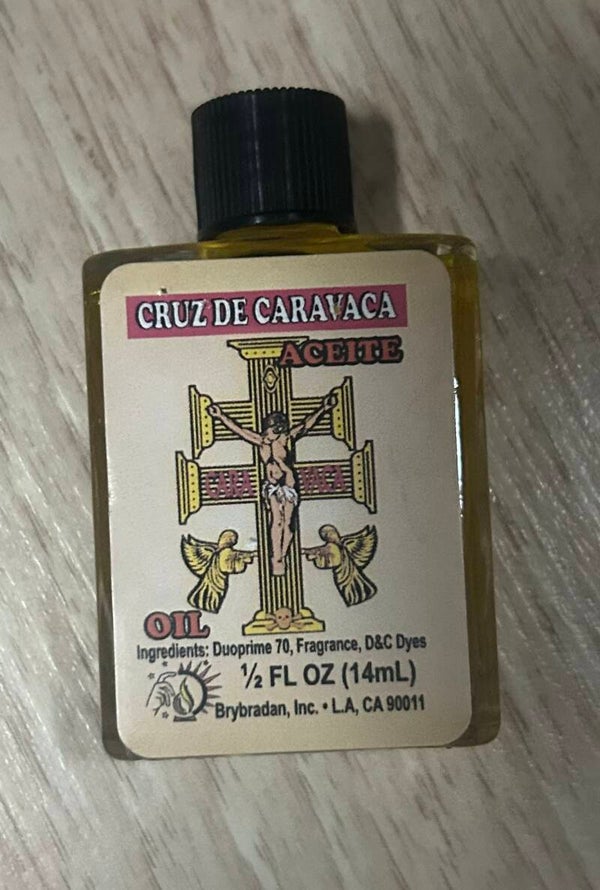 CRUZ DE CARAVACA
ACEITE
CARA VACA
OIL
Ingredients: Duoprime 70, Fragrance, D&C Dyes
½ FL OZ (14mL)
Brybradan, Inc. • L.A, CA 90011